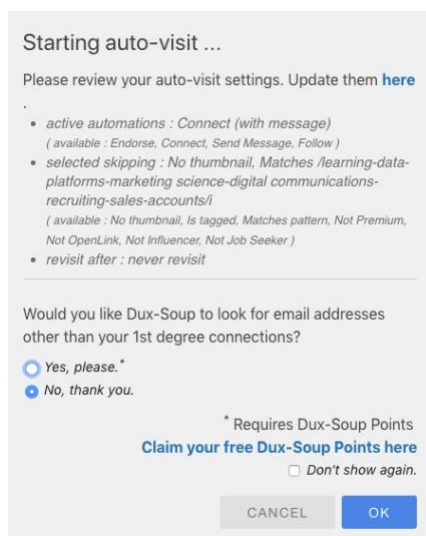 Starting auto-visit ...
Please review your auto-visit settings. Update them here
.
• active automations : Connect (with message)
( available : Endorse, Connect, Send Message, Follow )
• selected skipping : No thumbnail, Matches /learning-data-
platforms-marketing science-digital communications-
recruiting-sales-accounts/i
( available : No thumbnail, Is tagged, Matches pattern, Not Premium,
Not OpenLink, Not Influencer, Not Job Seeker )
• revisit after : never revisit
Would you like Dux-Soup to look for email addresses
other than your 1st degree connections?
Yes, please.*
No, thank you.
* Requires Dux-Soup Points
Claim your free Dux-Soup Points here
Don't show again.
CANCEL OK